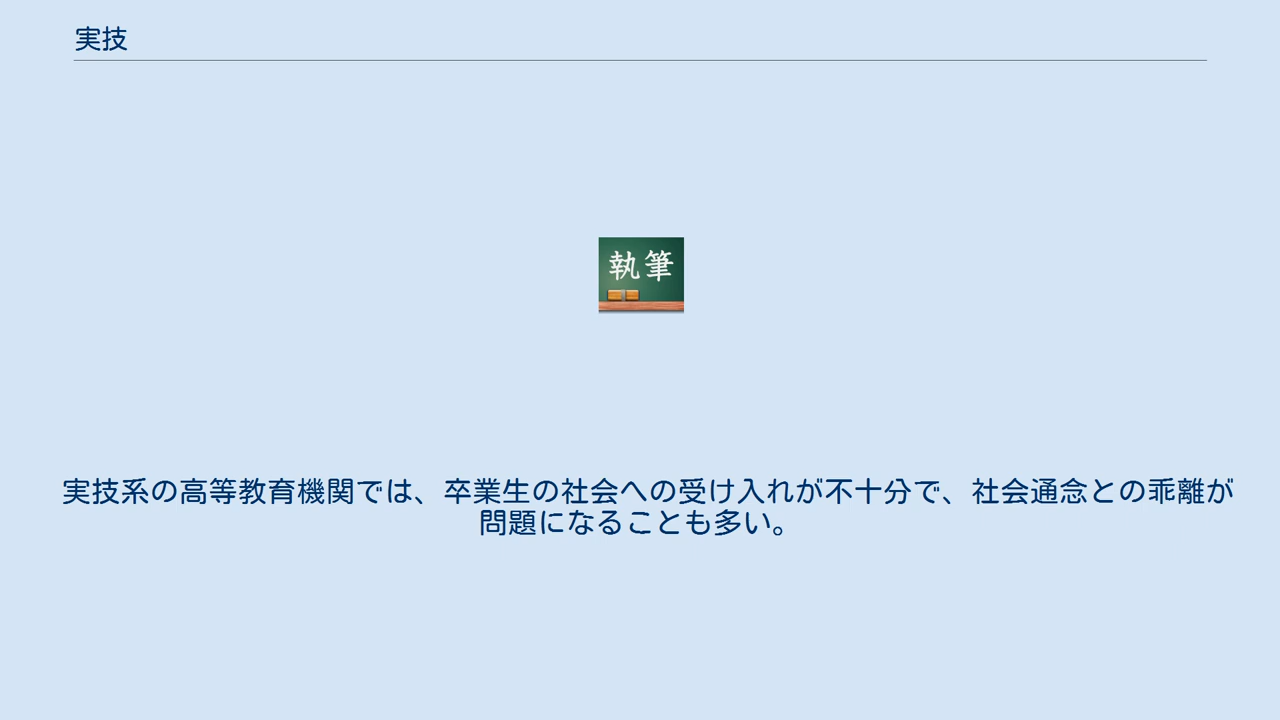 実技
執筆
実技系の高等教育機関では、卒業生の社会への受け入れが不十分で、社会通念との乖離が
問題になることも多い。